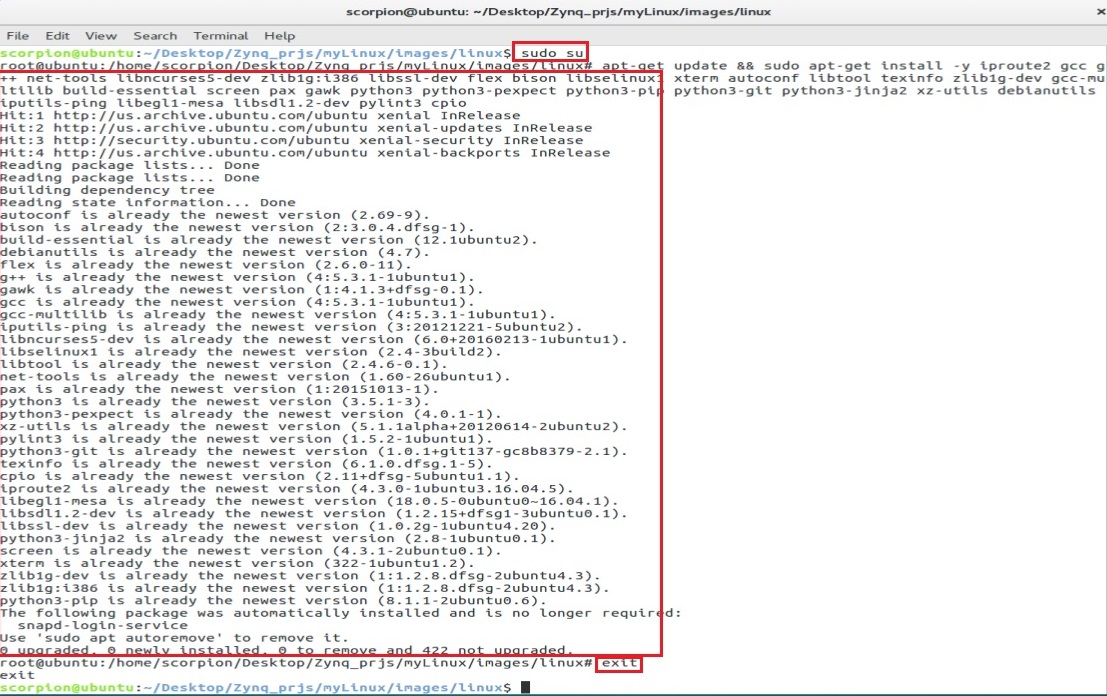 scorpion@ubuntu: ~/Desktop/Zynq_prjs/myLinux/images/linux
File Edit View Search Terminal Help
scorpion@ubuntu:~/Desktop/Zynq_prjs/myLinux/images/linux$ sudo su
root@ubuntu:/home/scorpion/Desktop/Zynq_prjs/myLinux/images/linux# apt-get update && sudo apt-get install -y iproute2 gcc g
++ net-tools libncurses5-dev zlib1g:i386 libssl-dev flex bison libselinux1 xterm autoconf libtool texinfo zlib1g-dev gcc-mu
ltilib build-essential screen pax gawk python3 python3-pexpect python3-pip python3-git python3-jinja2 xz-utils debianutils
iputils-ping libegl1-mesa libsdl1.2-dev pylint3 cpio
Hit:1 http://us.archive.ubuntu.com/ubuntu xenial InRelease
Hit:2 http://us.archive.ubuntu.com/ubuntu xenial-updates InRelease
Hit:3 http://security.ubuntu.com/ubuntu xenial-security InRelease
Hit:4 http://us.archive.ubuntu.com/ubuntu xenial-backports InRelease
Reading package lists... Done
Reading package lists... Done
Building dependency tree
Reading state information... Done
autoconf is already the newest version (2.69-9).
bison is already the newest version (2:3.0.4.dfsg-1).
build-essential is already the newest version (12.1ubuntu2).
debianutils is already the newest version (4.7).
flex is already the newest version (2.6.0-11).
g++ is already the newest version (4:5.3.1-1ubuntu1).
gawk is already the newest version (1:4.1.3+dfsg-0.1).
gcc is already the newest version (4:5.3.1-1ubuntu1).
gcc-multilib is already the newest version (4:5.3.1-1ubuntu1).
iputils-ping is already the newest version (3:20121221-5ubuntu2).
libncurses5-dev is already the newest version (6.0+20160213-1ubuntu1).
libselinux1 is already the newest version (2.4-3build2).
libtool is already the newest version (2.4.6-0.1).
net-tools is already the newest version (1.60-26ubuntu1).
pax is already the newest version (1:20151013-1).
python3 is already the newest version (3.5.1-3).
python3-pexpect is already the newest version (4.0.1-1).
xz-utils is already the newest version (5.1.1alpha+20120614-2ubuntu2).
pylint3 is already the newest version (1.5.2-1ubuntu1).
python3-git is already the newest version (1.0.1+git137-gc8b8379-2.1).
texinfo is already the newest version (6.1.0.dfsg.1-5).
cpio is already the newest version (2.11+dfsg-5ubuntu1.1).
iproute2 is already the newest version (4.3.0-1ubuntu3.16.04.5).
libegl1-mesa is already the newest version (18.0.5-0ubuntu0~16.04.1).
libsdl1.2-dev is already the newest version (1.2.15+dfsg1-3ubuntu0.1).
libssl-dev is already the newest version (1.0.2g-1ubuntu4.20).
python3-jinja2 is already the newest version (2.8-1ubuntu0.1).
screen is already the newest version (4.3.1-2ubuntu0.1).
xterm is already the newest version (322-1ubuntu1.2).
zlib1g-dev is already the newest version (1:1.2.8.dfsg-2ubuntu4.3).
zlib1g:i386 is already the newest version (1:1.2.8.dfsg-2ubuntu4.3).
python3-pip is already the newest version (8.1.1-2ubuntu0.6).
The following package was automatically installed and is no longer required:
snapd-login-service
Use 'sudo apt autoremove' to remove it.
0 upgraded, 0 newly installed, 0 to remove and 422 not upgraded.
root@ubuntu:/home/scorpion/Desktop/Zynq_prjs/myLinux/images/linux# exit
exit
scorpion@ubuntu:~/Desktop/Zynq_prjs/myLinux/images/linux$